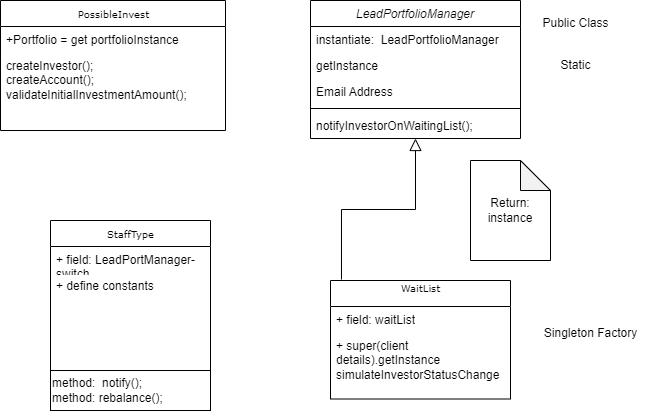 PossibleInvest
+Portfolio = get portfolioInstance
createInvestor();
createAccount();
validateInitialInvestmentAmount();
LeadPortfolioManager
instantiate:  LeadPortfolioManager
getInstance
Email Address
notifyInvestorOnWaitingList();
Public Class
Static
Return:
instance
StaffType
+ field: LeadPortManager-
switch
+ define constants
method:  notify();
method: rebalance();
WaitList
+ field: waitList
+ super(client
details).getInstance
simulateInvestorStatusChange
Singleton Factory